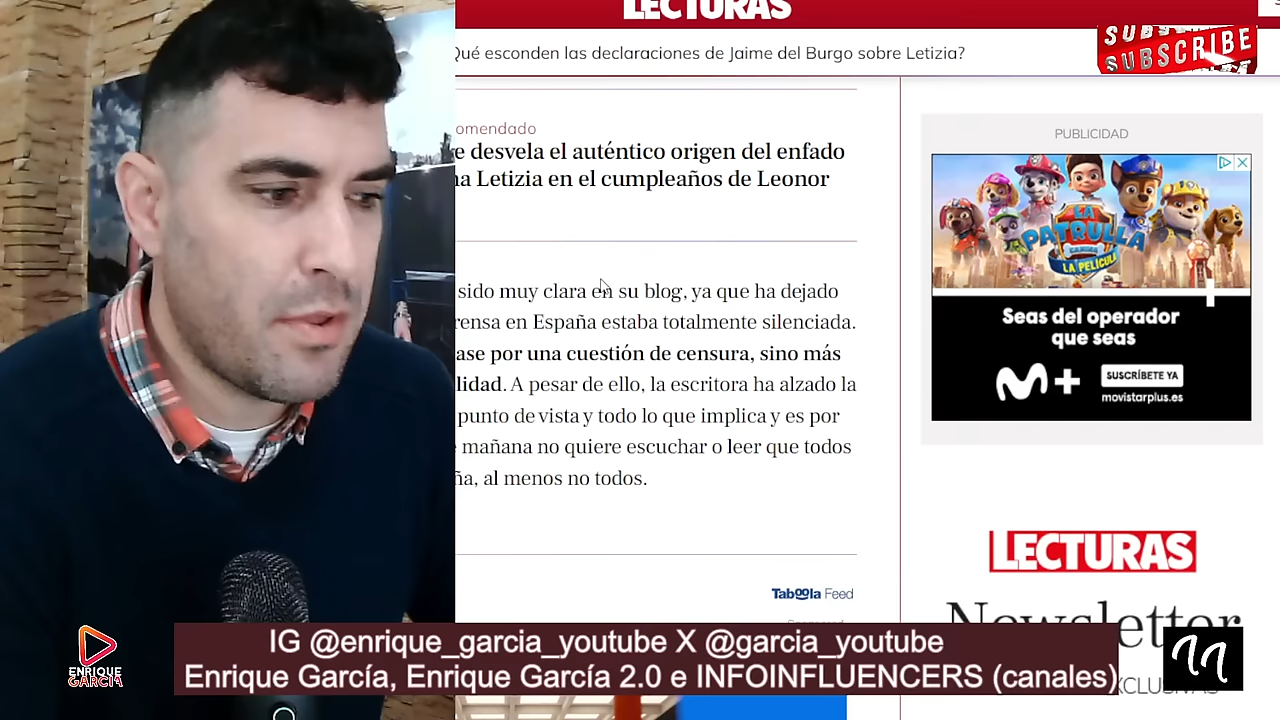 LECTURAS
Qué esconden las declaraciones de Jaime del Burgo sobre Letizia?
SUBSCRIBE
omendado
e desvela el auténtico origen del enfado
na Letizia en el cumpleaños de Leonor
sido muy clara en su blog, ya que ha dejado
rensa en España estaba totalmente silenciada.
ase por una cuestión de censura, sino más
lidad. A pesar de ello, la escritora ha alzado la
punto de vista y todo lo que implica y es por
mañana no quiere escuchar o leer que todos
ña, al menos no todos.
Taboola Feed
Sponsored
PUBLICIDAD
LA
PATRULLA
CANINA
LA PELÍCULA
Seas del operador
que seas
M+
SUSCRÍBETE YA
movistarplus.es
LECTURAS
Newsletter
XCLUSIVAS
ENRIQUE
GARCÍA
IG @enrique_garcia_youtube X @garcia_youtube
Enrique García, Enrique García 2.0 e INFOINFLUENCERS (canales)